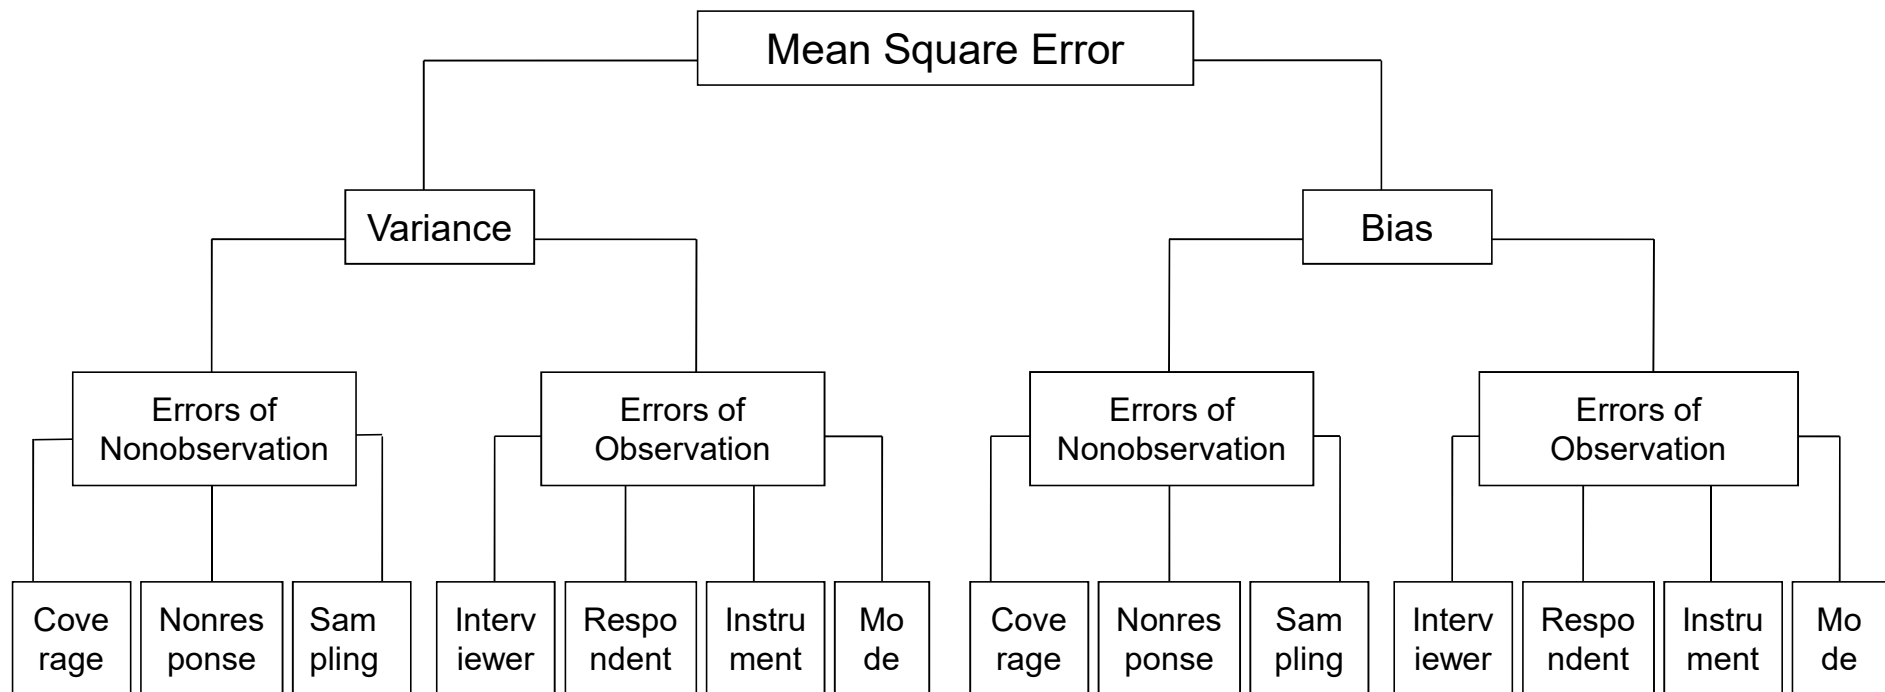 Mean Square Error
Variance
Bias
Errors of
Nonobservation
Errors of
Observation
Errors of
Nonobservation
Errors of
Observation
Cove
rage
Nonres
ponse
Sam
pling
Interv
iewer
Respo
ndent
Instru
ment
Mo
de
Cove
rage
Nonres
ponse
Sam
pling
Interv
iewer
Respo
ndent
Instru
ment
Mo
de